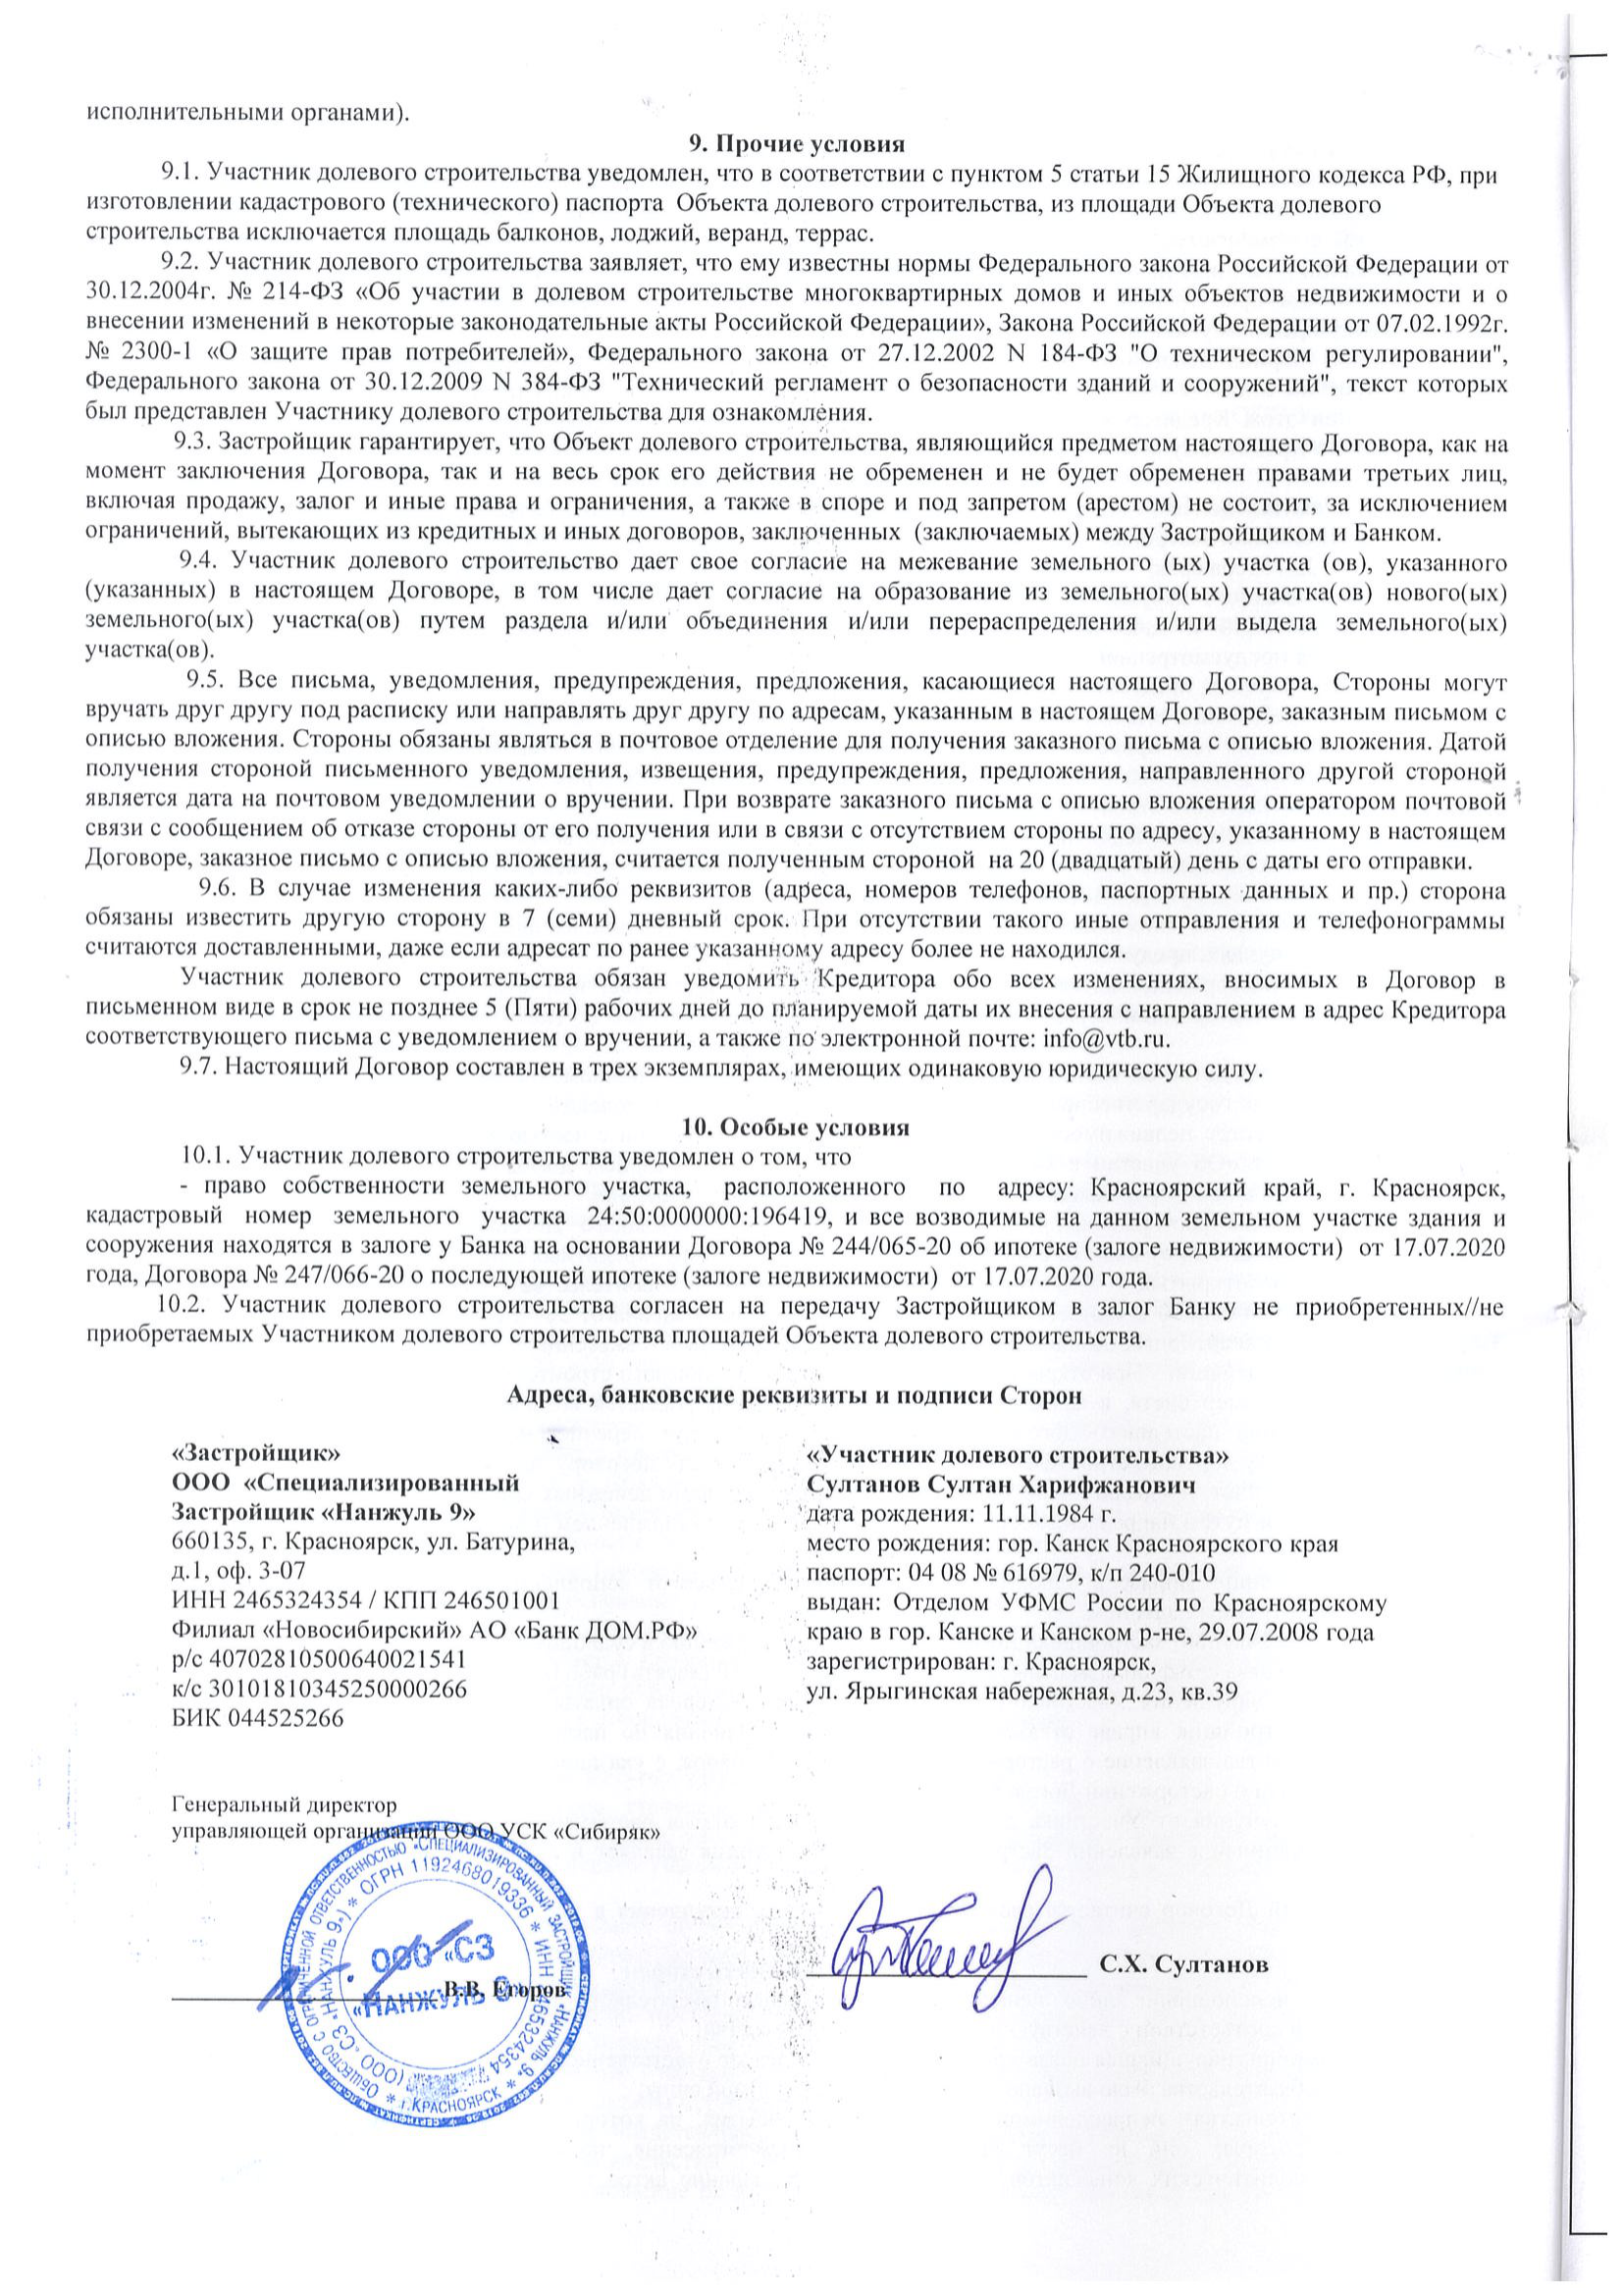 исполнительными органами).
9. Прочие условия
9.1. Участник долевого строительства уведомлен, что в соответствии с пунктом 5 статьи 15 Жилищного кодекса РФ, при
изготовлении кадастрового (технического) паспорта Объекта долевого строительства, из площади Объекта долевого
строительства исключается площадь балконов, лоджий, веранд, террас.
9.2. Участник долевого строительства заявляет, что ему известны нормы Федерального закона Российской Федерации от
30.12.2004г. № 214-ФЗ «Об участии в долевом строительстве многоквартирных домов и иных объектов недвижимости и о
внесении изменений в некоторые законодательные акты Российской Федерации», Закона Российской Федерации от 07.02.1992г.
№ 2300-1 «О защите прав потребителей», Федерального закона от 27.12.2002 N 184-ФЗ "О техническом регулировании",
Федерального закона от 30.12.2009 N 384-ФЗ "Технический регламент о безопасности зданий и сооружений", текст которых
был представлен Участнику долевого строительства для ознакомления.
9.3. Застройщик гарантирует, что Объект долевого строительства, являющийся предметом настоящего Договора, как на
момент заключения Договора, так и на весь срок его действия не обременен и не будет обременен правами третьих лиц,
включая продажу, залог и иные права и ограничения, а также в споре и под запретом (арестом) не состоит, за исключением
ограничений, вытекающих из кредитных и иных договоров, заключенных (заключаемых) между Застройщиком и Банком.
9.4. Участник долевого строительство дает свое согласие на межевание земельного (ых) участка (ов), указанного
(указанных) в настоящем Договоре, в том числе дает согласие на образование из земельного(ых) участка(ов) нового(ых)
земельного(ых) участка(ов) путем раздела и/или объединения и/или перераспределения и/или выдела земельного(ых)
участка(ов).
9.5. Все письма, уведомления, предупреждения, предложения, касающиеся настоящего Договора, Стороны могут
вручать друг другу под расписку или направлять друг другу по адресам, указанным в настоящем Договоре, заказным письмом с
описью вложения. Стороны обязаны являться в почтовое отделение для получения заказного письма с описью вложения. Датой
получения стороной письменного уведомления, извещения, предупреждения, предложения, направленного другой стороной
является дата на почтовом уведомлении о вручении. При возврате заказного письма с описью вложения оператором почтовой
связи с сообщением об отказе стороны от его получения или в связи с отсутствием стороны по адресу, указанному в настоящем
Договоре, заказное письмо с описью вложения, считается полученным стороной на 20 (двадцатый) день с даты его отправки.
9.6. В случае изменения каких-либо реквизитов (адреса, номеров телефонов, паспортных данных и пр.) сторона
обязаны известить другую сторону в 7 (семи) дневный срок. При отсутствии такого иные отправления и телефонограммы
считаются доставленными, даже если адресат по ранее указанному адресу более не находился.
Участник долевого строительства обязан уведомить Кредитора обо всех изменениях, вносимых в Договор в
письменном виде в срок не позднее 5 (Пяти) рабочих дней до планируемой даты их внесения с направлением в адрес Кредитора
соответствующего письма с уведомлением о вручении, а также по электронной почте: info@vtb.ru.
9.7. Настоящий Договор составлен в трех экземплярах, имеющих одинаковую юридическую силу.
10. Особые условия
10.1. Участник долевого строительства уведомлен о том, что
- право собственности земельного участка, расположенного по адресу: Красноярский край, г. Красноярск,
кадастровый номер земельного участка 24:50:0000000:196419, и все возводимые на данном земельном участке здания и
сооружения находятся в залоге у Банка на основании Договора № 244/065-20 об ипотеке (залоге недвижимости) от 17.07.2020
года, Договора № 247/066-20 о последующей ипотеке (залоге недвижимости) от 17.07.2020 года.
10.2. Участник долевого строительства согласен на передачу Застройщиком в залог Банку не приобретенных//не
приобретаемых Участником долевого строительства площадей Объекта долевого строительства.
Адреса, банковские реквизиты и подписи Сторон
«Застройщик»
ООО «Специализированный
Застройщик «Нанжуль 9»
660135, г. Красноярск, ул. Батурина,
д.1, оф. 3-07
ИНН 2465324354 / КПП 246501001
Филиал «Новосибирский» АО «Банк ДОМ.РФ»
р/с 40702810500640021541
к/с 30101810345250000266
БИК 044525266
Генеральный директор
управляющей организации ООО УСК «Сибиряк»
В.В. Егоров
ОБЩЕСТВО С ОГРАНИЧЕННОЙ ОТВЕТСТВЕННОСТЬЮ «СПЕЦИАЛИЗИРОВАННЫЙ ЗАСТРОЙЩИК «НАНЖУЛЬ 9» * г.КРАСНОЯРСК *
(ООО «СЗ «НАНЖУЛЬ 9») * ОГРН 1192468019336 * ИНН 2465324354
ООО «СЗ
«НАНЖУЛЬ 9»
«Участник долевого строительства»
Султанов Султан Харифжанович
дата рождения: 11.11.1984 г.
место рождения: гор. Канск Красноярского края
паспорт: 04 08 № 616979, к/п 240-010
выдан: Отделом УФМС России по Красноярскому
краю в гор. Канске и Канском р-не, 29.07.2008 года
зарегистрирован: г. Красноярск,
ул. Ярыгинская набережная, д.23, кв.39
С.Х. Султанов